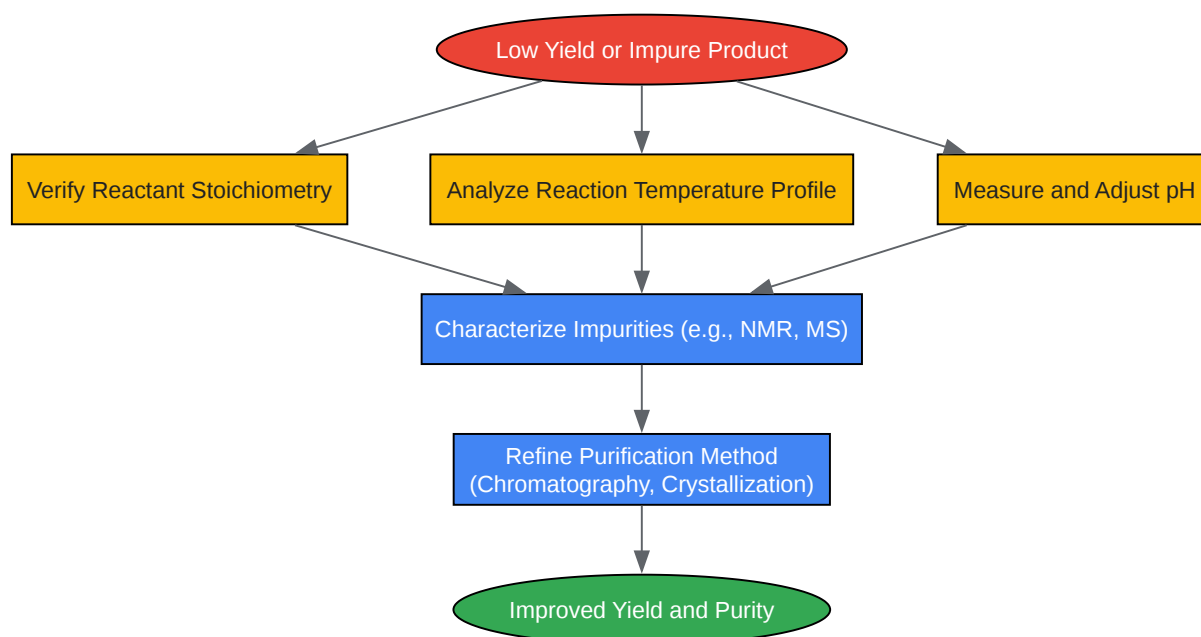 Low Yield or Impure Product
Verify Reactant Stoichiometry
Analyze Reaction Temperature Profile
Measure and Adjust pH
Characterize Impurities (e.g., NMR, MS)
Refine Purification Method
(Chromatography, Crystallization)
Improved Yield and Purity